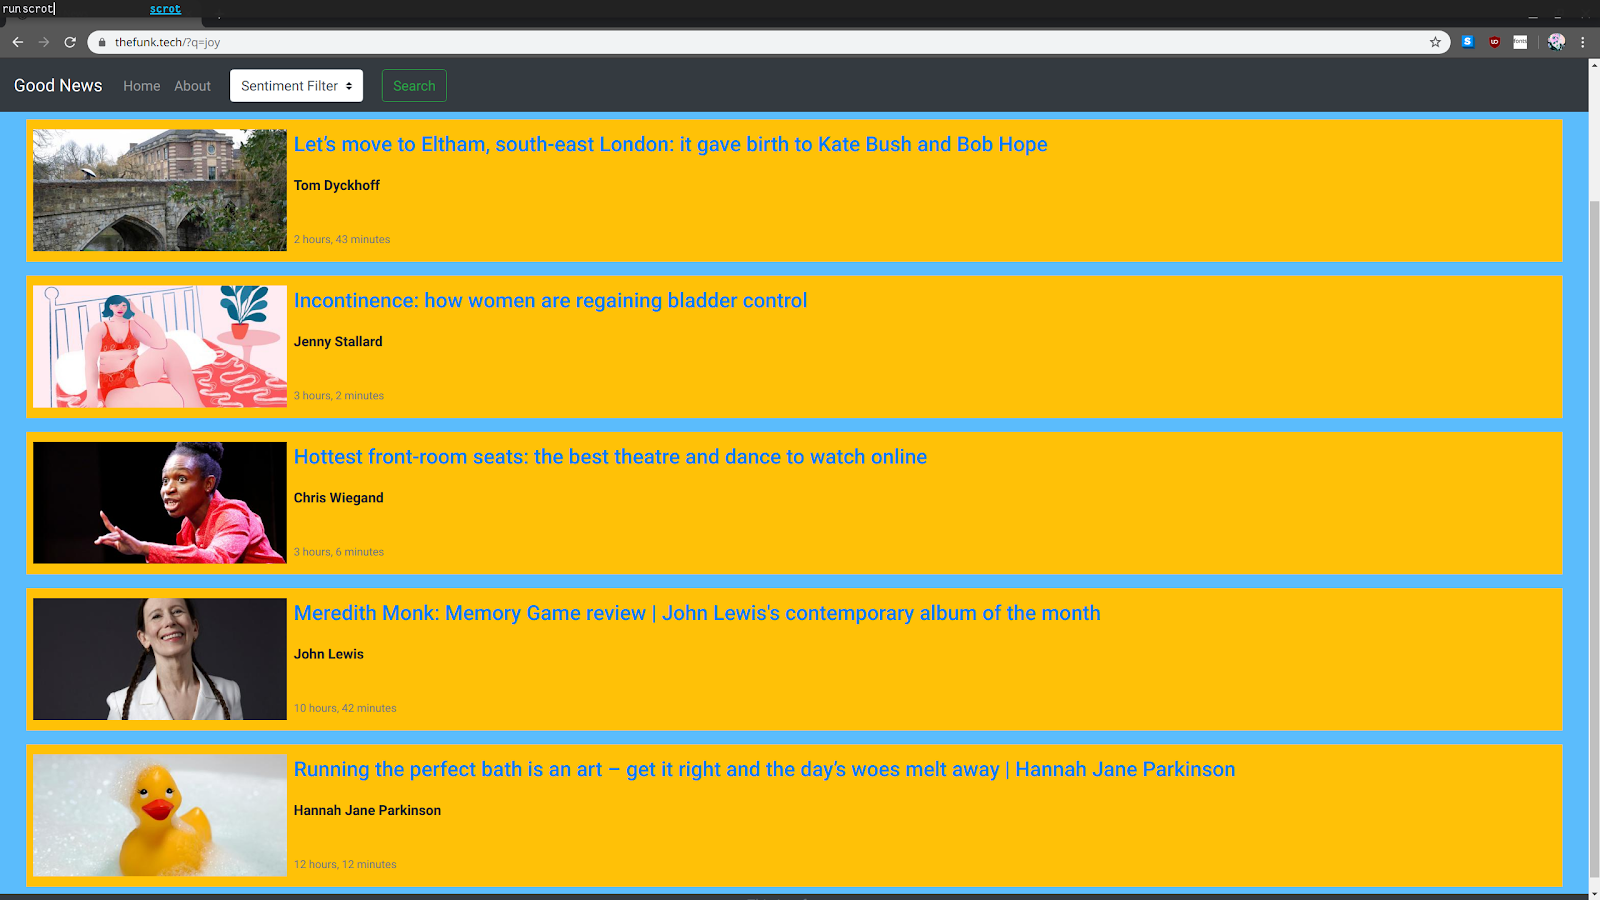 runscrot scrot
thefunk.tech/?q=joy
Good News Home About Sentiment Filter Search
Let’s move to Eltham, south-east London: it gave birth to Kate Bush and Bob Hope
Tom Dyckhoff
2 hours, 43 minutes
Incontinence: how women are regaining bladder control
Jenny Stallard
3 hours, 2 minutes
Hottest front-room seats: the best theatre and dance to watch online
Chris Wiegand
3 hours, 6 minutes
Meredith Monk: Memory Game review | John Lewis's contemporary album of the month
John Lewis
10 hours, 42 minutes
Running the perfect bath is an art – get it right and the day’s woes melt away | Hannah Jane Parkinson
Hannah Jane Parkinson
12 hours, 12 minutes